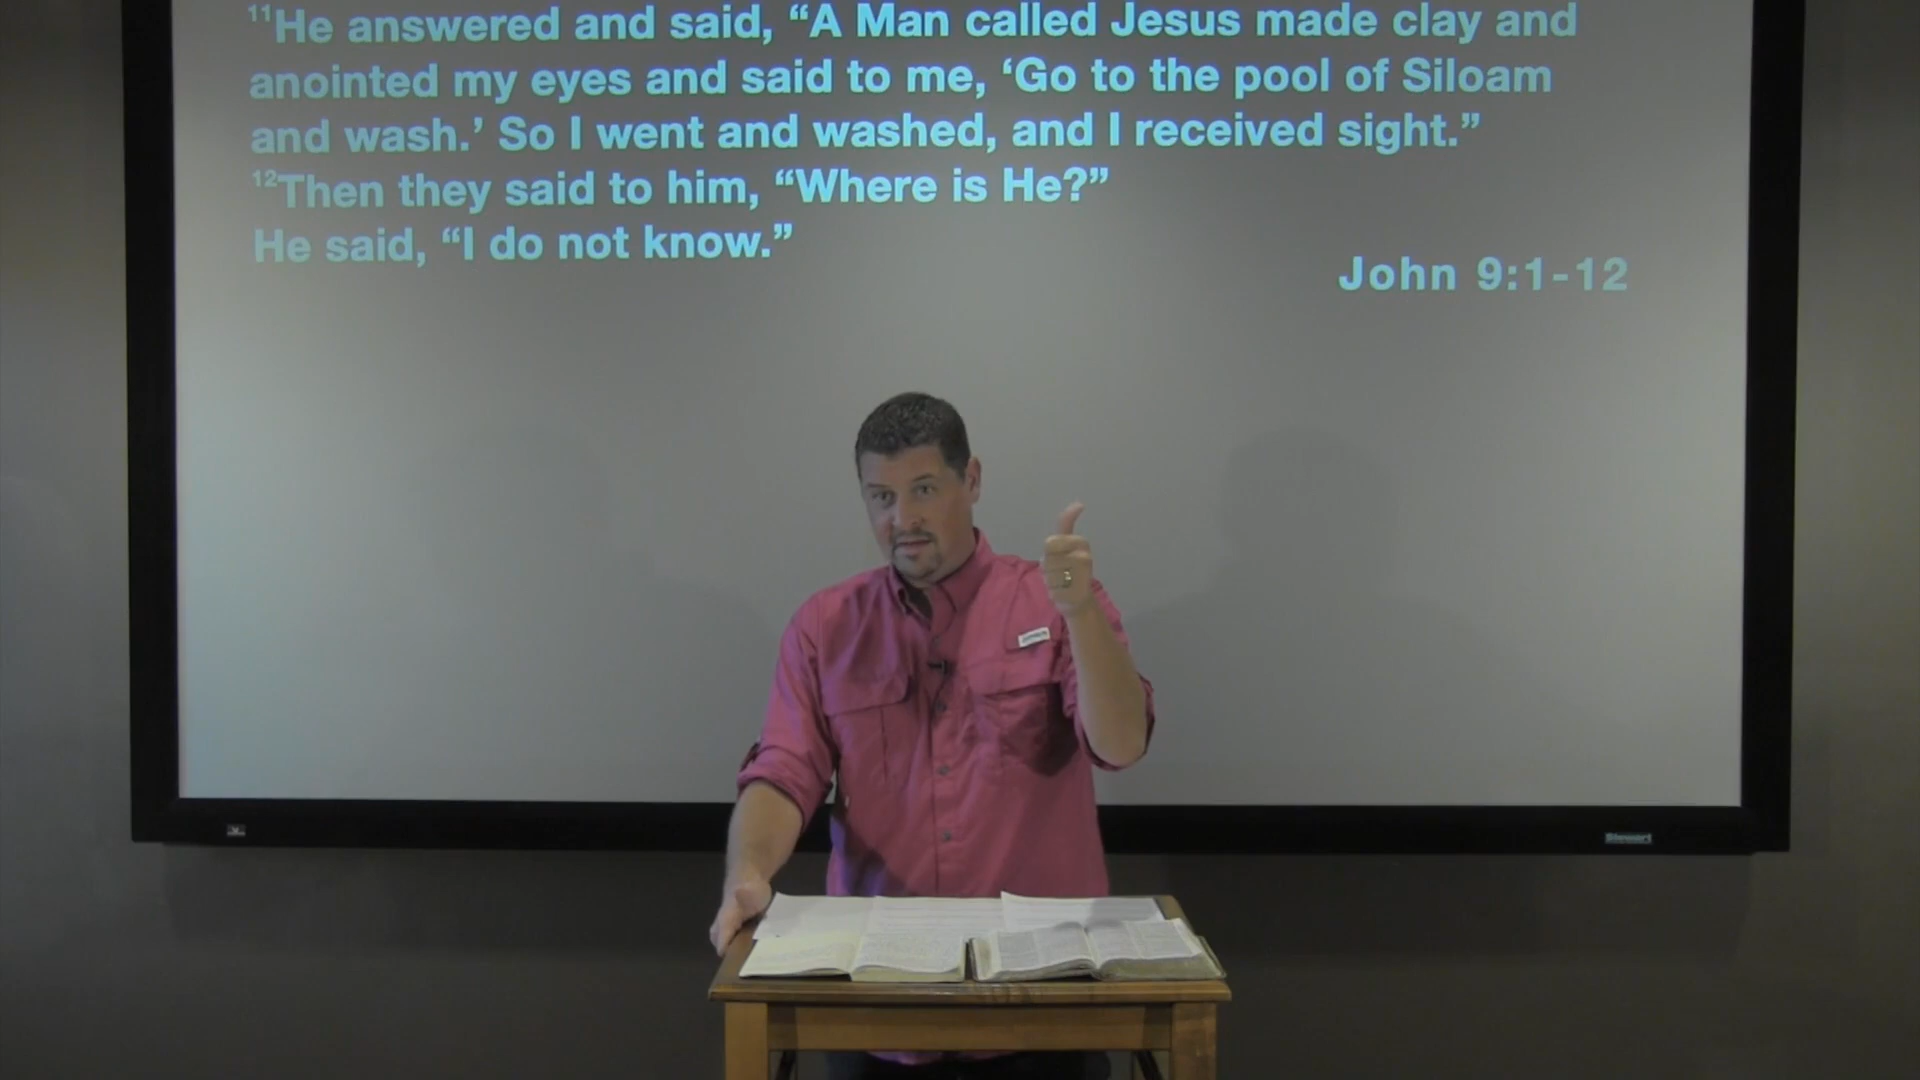 ¹¹He answered and said, “A Man called Jesus made clay and
anointed my eyes and said to me, ‘Go to the pool of Siloam
and wash.’ So I went and washed, and I received sight.”
¹²Then they said to him, “Where is He?”
He said, “I do not know.”
John 9:1-12
Stewart